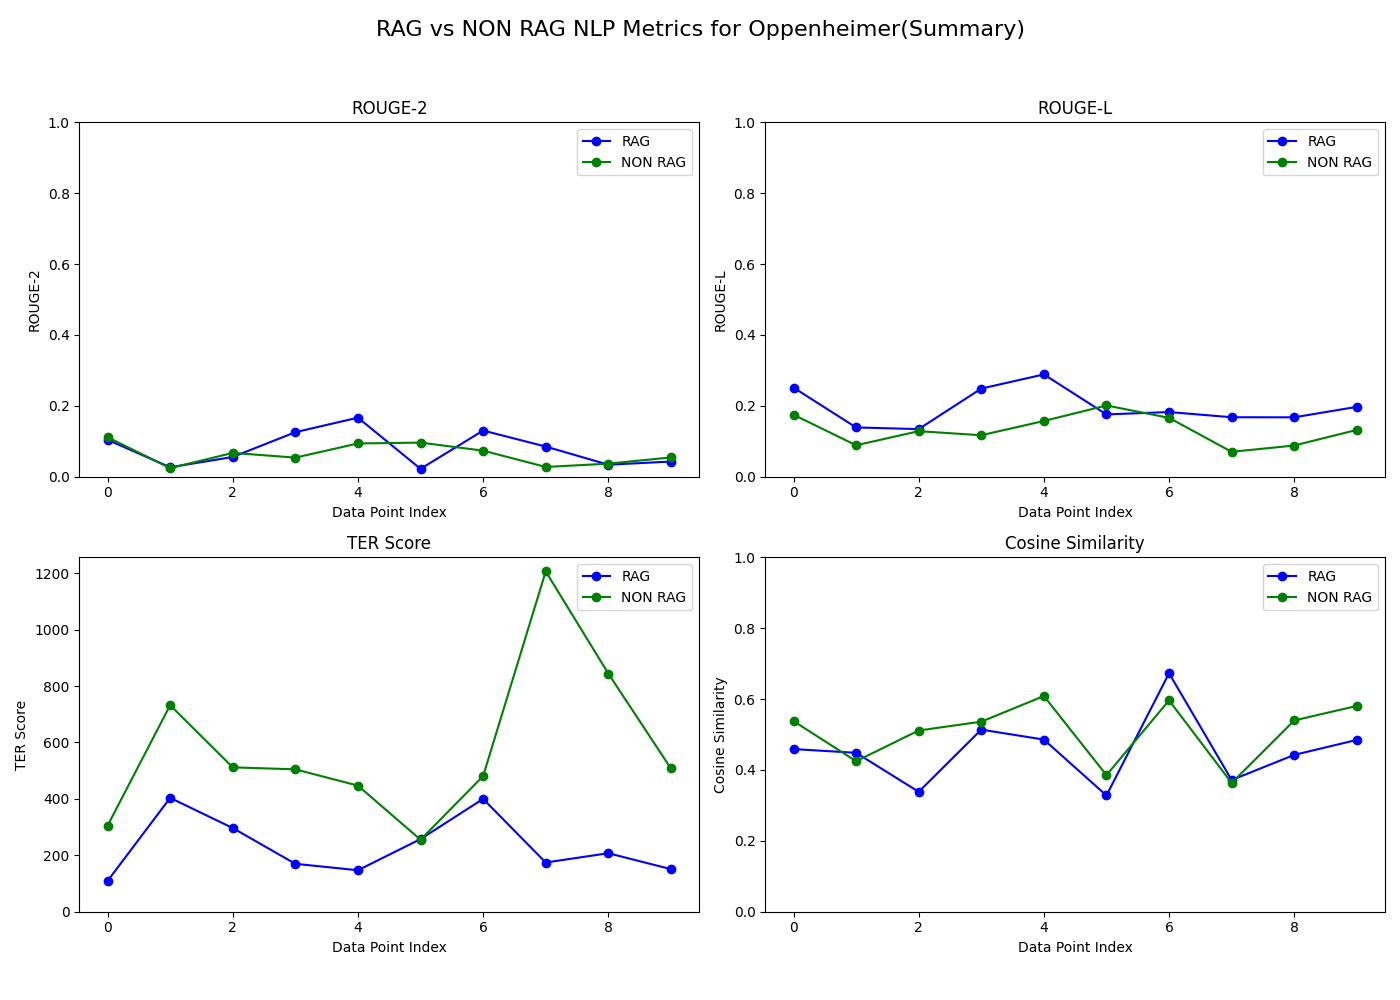 RAG vs NON RAG NLP Metrics for Oppenheimer(Summary)
ROUGE-2
1.0
0.8
0.6
0.4
0.2
0.0
ROUGE-2
RAG
NON RAG
0 2 4 6 8
Data Point Index
ROUGE-L
1.0
0.8
0.6
0.4
0.2
0.0
ROUGE-L
RAG
NON RAG
0 2 4 6 8
Data Point Index
TER Score
1200
1000
800
600
400
200
0
TER Score
RAG
NON RAG
0 2 4 6 8
Data Point Index
Cosine Similarity
1.0
0.8
0.6
0.4
0.2
0.0
Cosine Similarity
RAG
NON RAG
0 2 4 6 8
Data Point Index